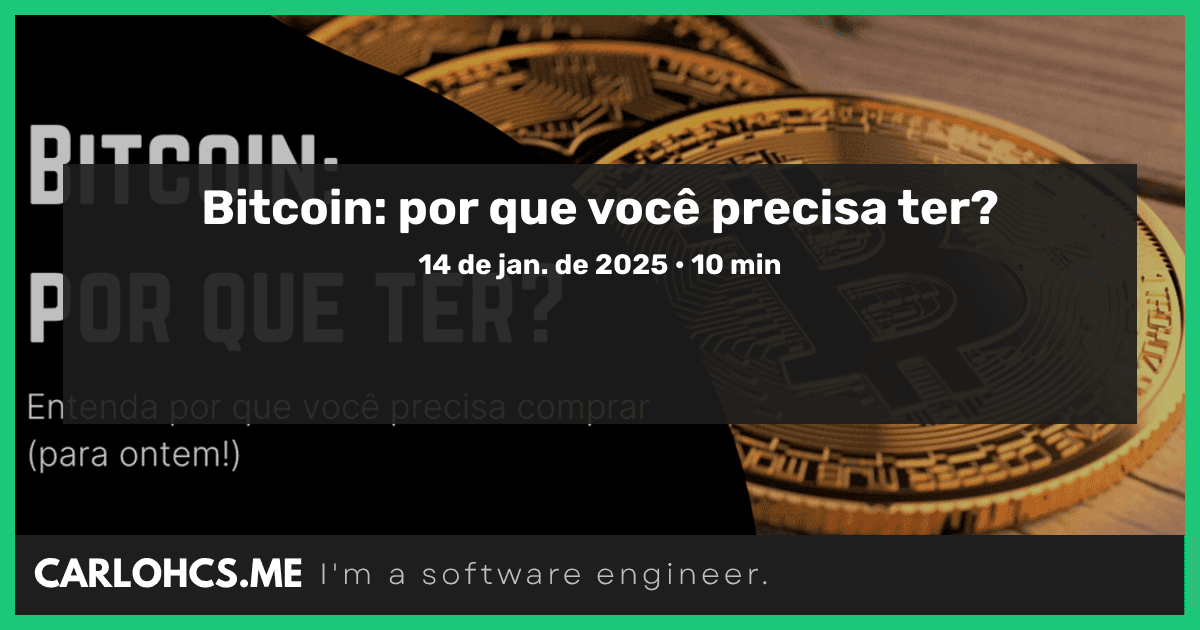 Bitcoin:
Bitcoin: por que você precisa ter?
14 de jan. de 2025 • 10 min
por que ter?
Entenda por que você precisa comprar
(para ontem!)
CARLOHCS.ME I'm a software engineer.